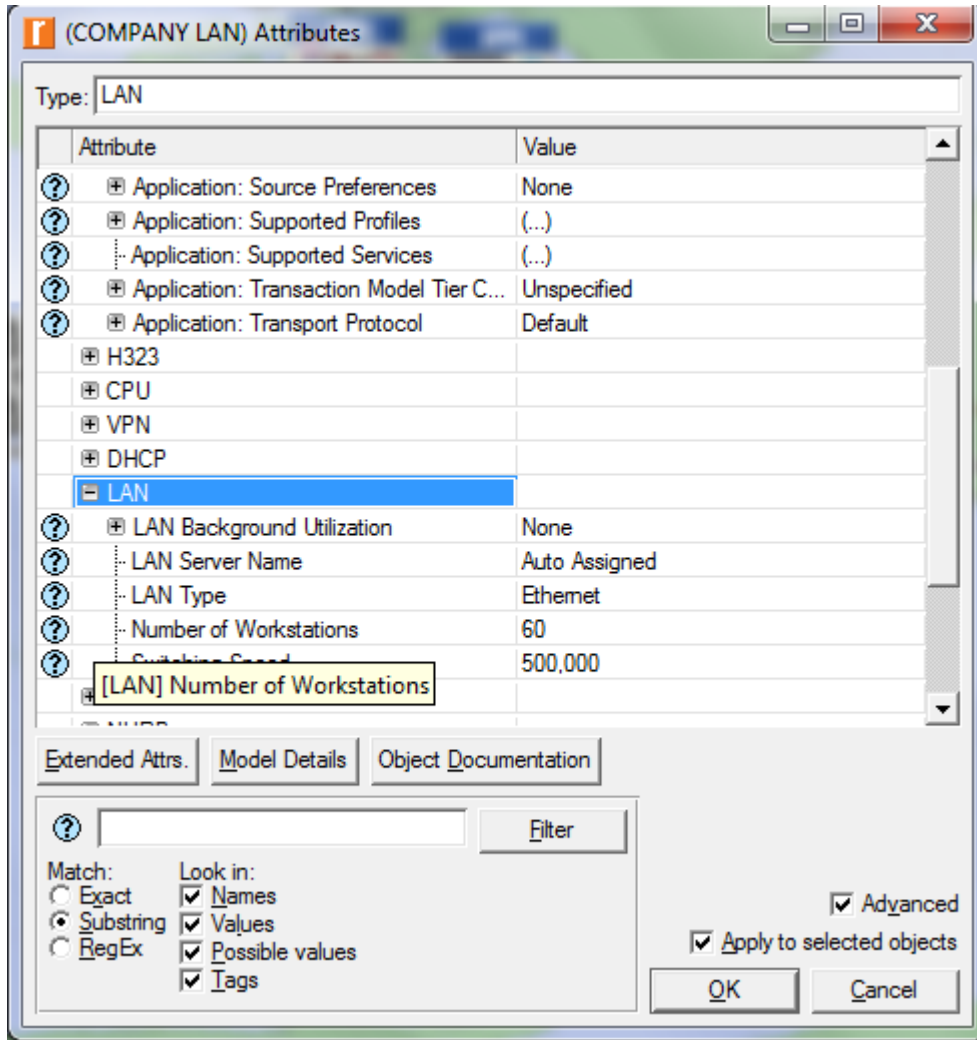 (COMPANY LAN) Attributes
Type: LAN
Attribute Value
Application: Source Preferences None
Application: Supported Profiles (...)
Application: Supported Services (...)
Application: Transaction Model Tier C... Unspecified
Application: Transport Protocol Default
H323
CPU
VPN
DHCP
LAN
LAN Background Utilization None
LAN Server Name Auto Assigned
LAN Type Ethernet
Number of Workstations 60
Switching Speed 500,000
[LAN] Number of Workstations
Extended Attrs. Model Details Object Documentation
Filter
Match: Look in:
Exact Names
Substring Values
RegEx Possible values
Tags
Advanced
Apply to selected objects
OK Cancel